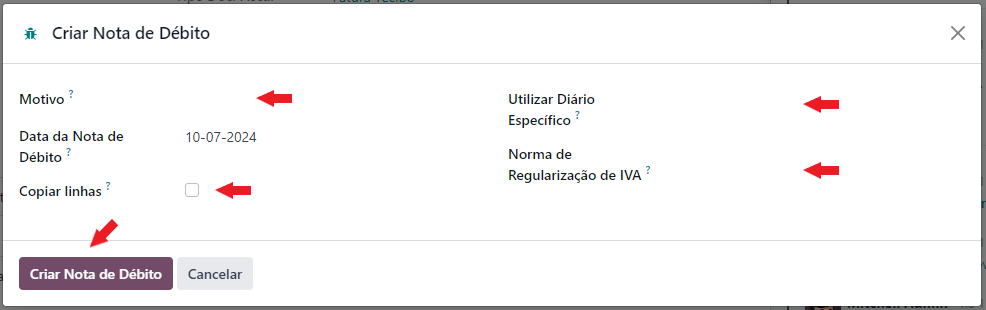 Criar Nota de Débito
Motivo ?
Data da Nota de
Débito ?
10-07-2024
Copiar linhas ?
Utilizar Diário
Específico ?
Norma de
Regularização de IVA ?
Criar Nota de Débito
Cancelar